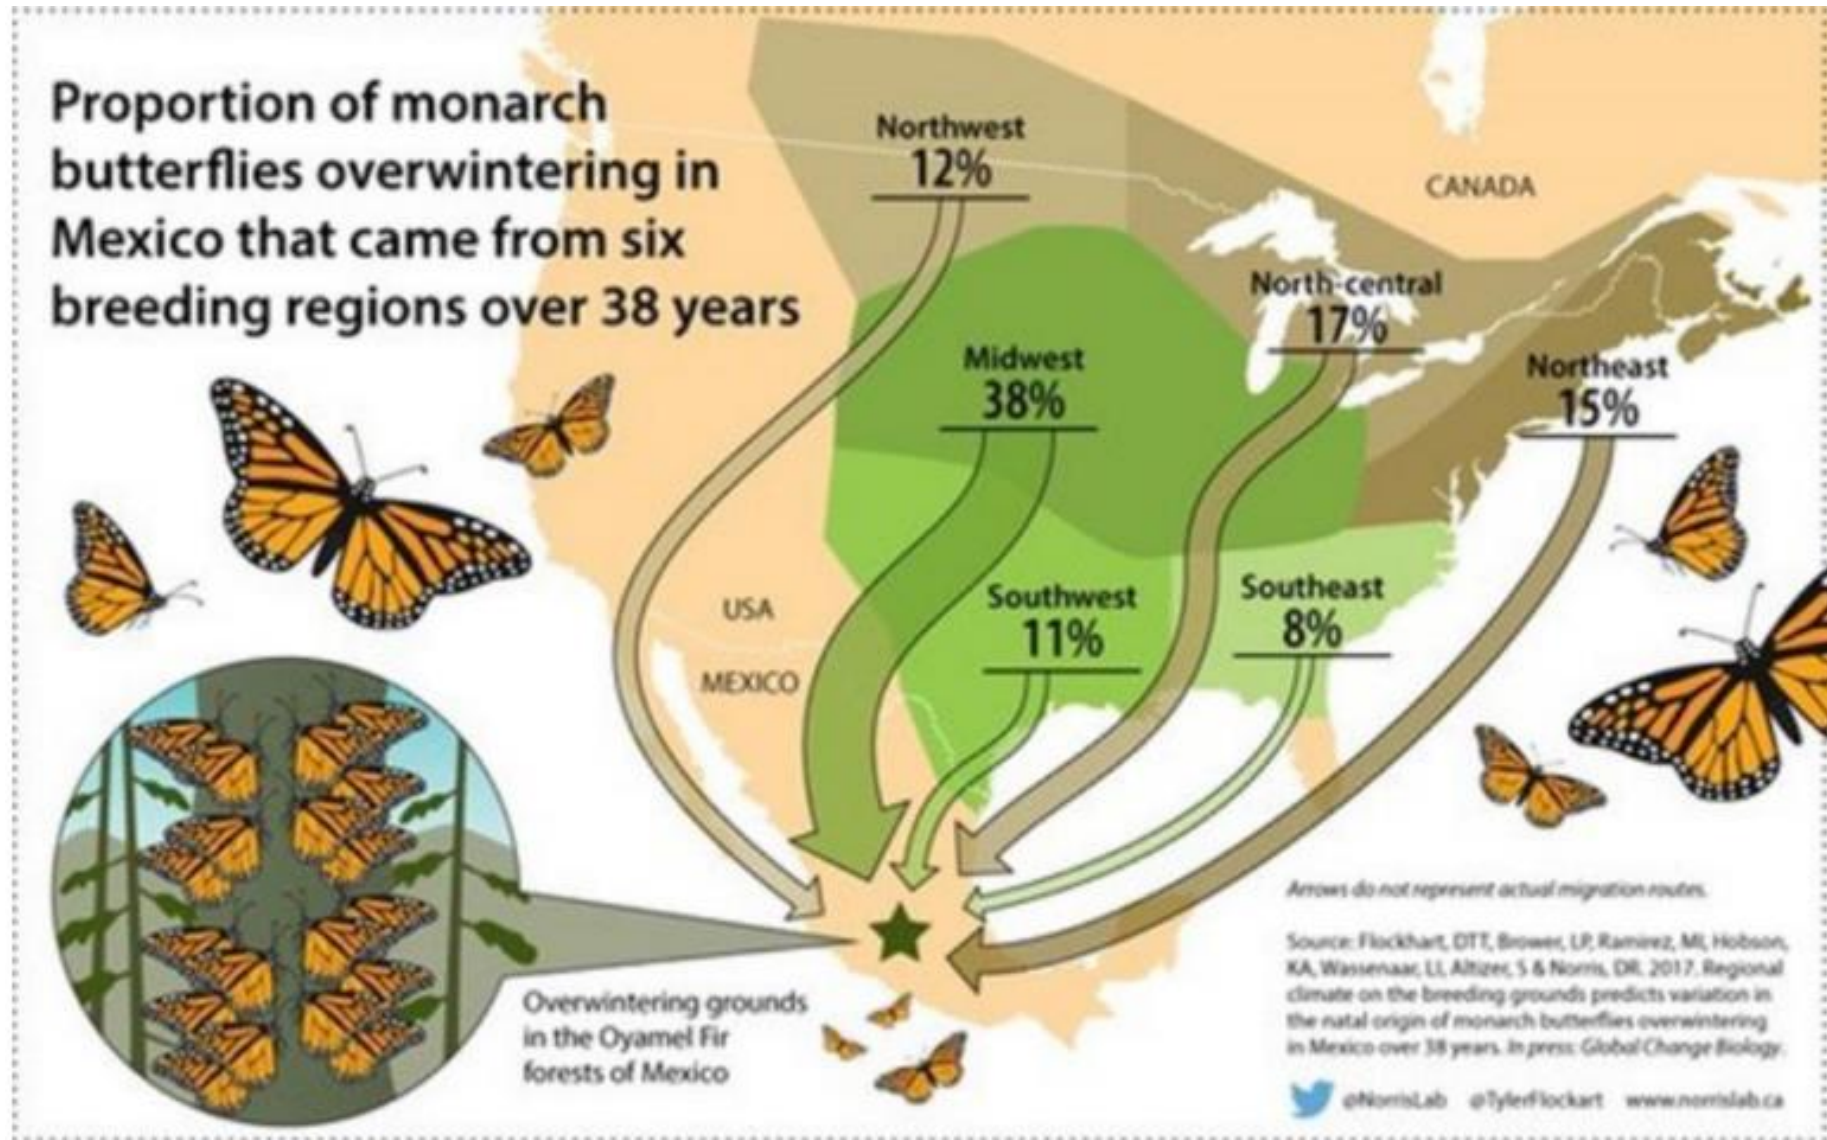 Proportion of monarch
butterflies overwintering in
Mexico that came from six
breeding regions over 38 years
Northwest
12%
CANADA
North-central
17%
Midwest
38%
Northeast
15%
USA
MEXICO
Southwest
11%
Southeast
8%
Overwintering grounds
in the Oyamel Fir
forests of Mexico
Arrows do not represent actual migration routes.
Source: Flockhart, DTT, Brower, LP, Ramirez, MI, Hobson,
KA, Wassenaar, LI, Altizer, S & Norris, DR. 2017. Regional
climate on the breeding grounds predicts variation in
the natal origin of monarch butterflies overwintering
in Mexico over 38 years. In press: Global Change Biology.
@NorrisLab @TylerFlockart www.norrislab.ca